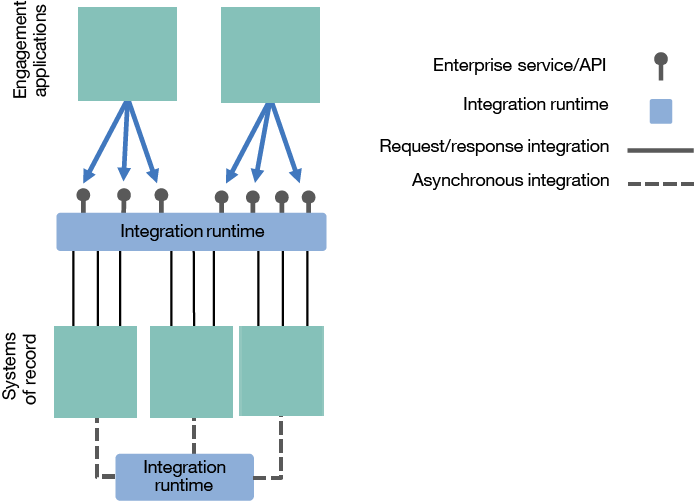 Engagement
applications
Enterprise service/API
Integration runtime
Request/response integration
Asynchronous integration
Integration runtime
Systems
of record
Integration
runtime